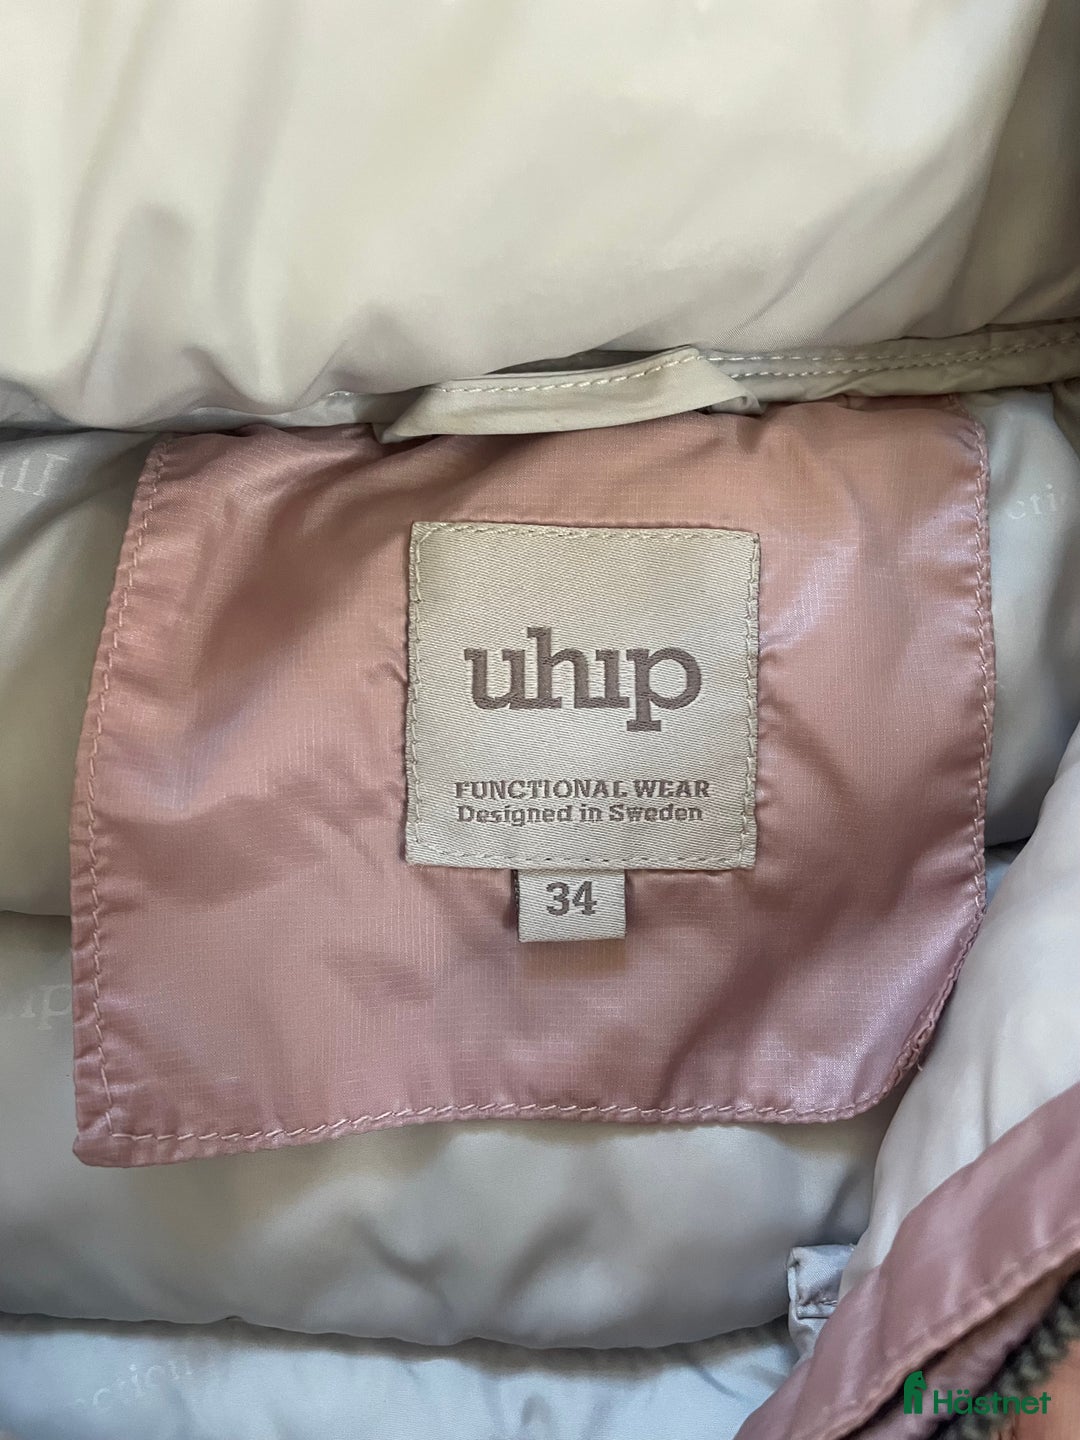 uhip
FUNCTIONAL WEAR
Designed in Sweden
34
Hästnet